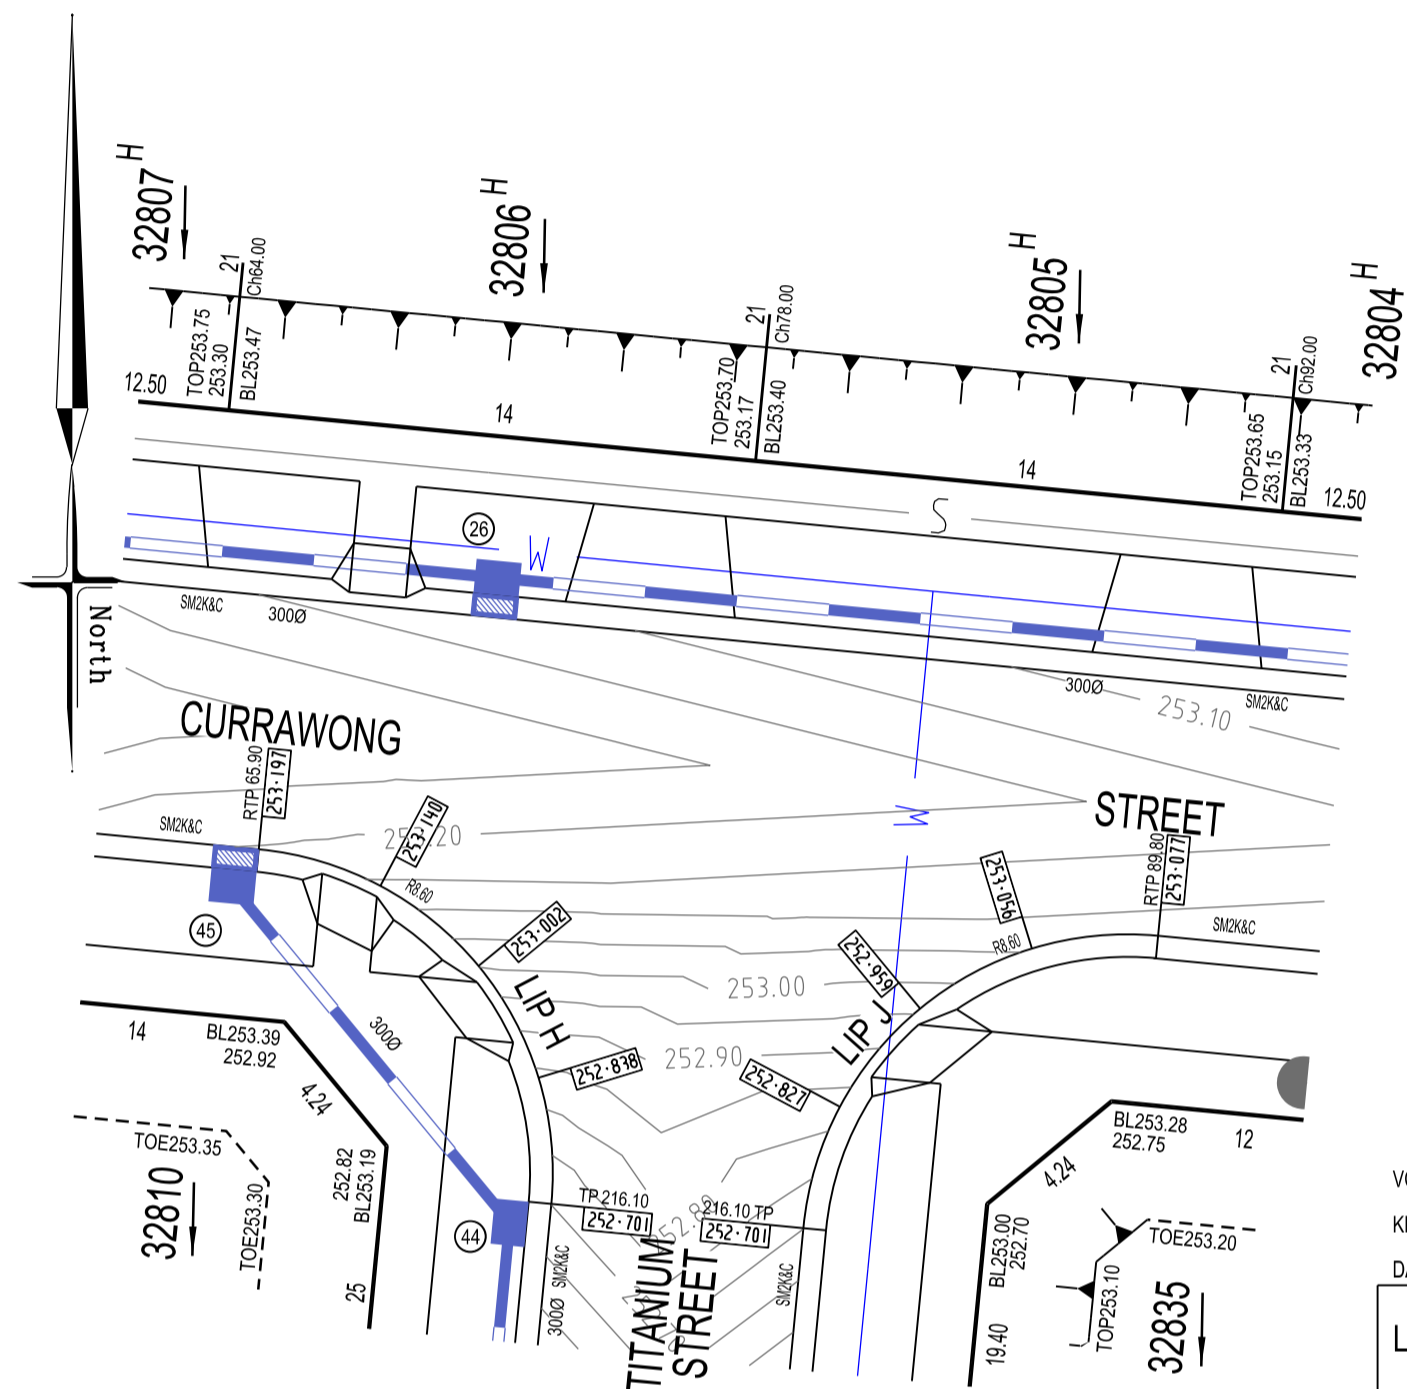 H
32807
H
32806
H
32805
H
32804
21
Ch64.00
TOP253.75
253.30
BL253.47
21
Ch78.00
TOP253.70
253.17
BL253.40
21
Ch92.00
TOP253.65
253.15
BL253.33
12.50
14
14
12.50
S
26
W
SM2K&C
300Ø
300Ø
SM2K&C
253.10
North
CURRAWONG
STREET
RTP 65.90
253·197
253·140
253.20
R8.60
SM2K&C
45
253·002
LIP H
252·838
300Ø
W
253.00
252.90
253·056
R8.60
252·959
LIP J
252·827
RTP 89.80
253·077
SM2K&C
14
BL253.39
252.92
4.24
252.82
BL253.19
25
TOE253.35
TOE253.30
32810
44
TP 216.10
252·701
216.10 TP
252·701
252.80
300Ø
SM2K&C
SM2K&C
TITANIUM
STREET
BL253.28
252.75
12
4.24
BL253.00
252.70
19.40
TOE253.20
TOP253.10
32835